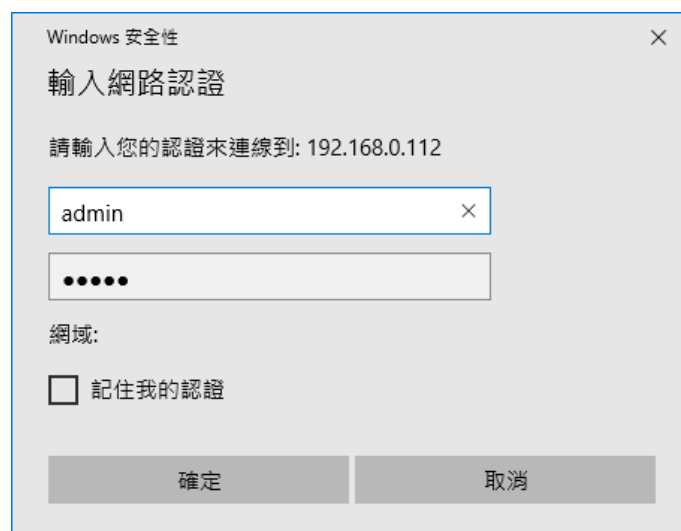 Windows 安全性
輸入網路認證
請輸入您的認證來連線到: 192.168.0.112
admin
●●●●●
網域:
記住我的認證
確定
取消